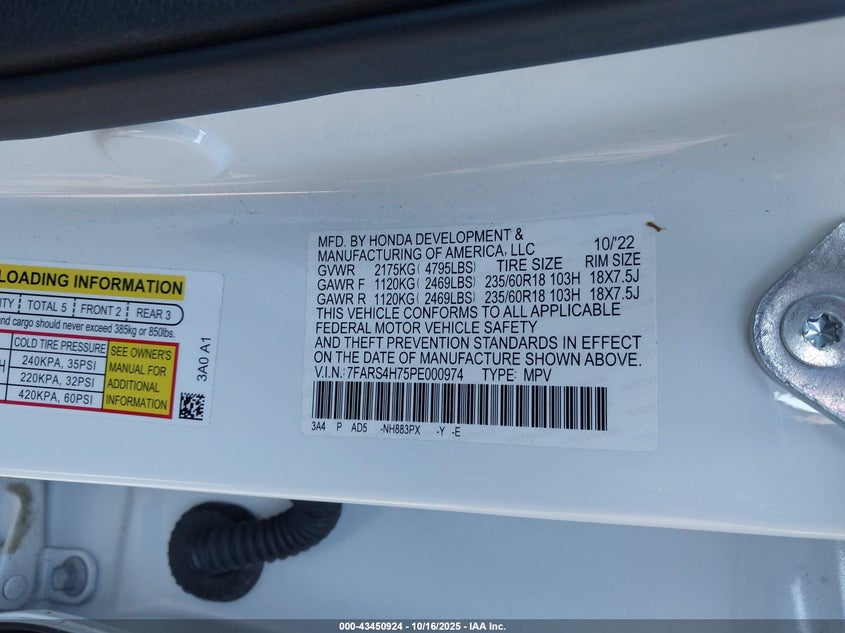 MFD. BY HONDA DEVELOPMENT &
MANUFACTURING OF AMERICA, LLC 10/'22
GVWR 2175KG ( 4795LBS) TIRE SIZE RIM SIZE
GAWR F 1120KG ( 2469LBS) 235/60R18 103H 18X7.5J
GAWR R 1120KG ( 2469LBS) 235/60R18 103H 18X7.5J
THIS VEHICLE CONFORMS TO ALL APPLICABLE
FEDERAL MOTOR VEHICLE SAFETY
AND THEFT PREVENTION STANDARDS IN EFFECT
ON THE DATE OF MANUFACTURE SHOWN ABOVE.
V.I.N.: 7FARS4H75PE000974 TYPE: MPV
3A4 P AD5 -NH883PX -Y -E
LOADING INFORMATION
TOTAL 5 FRONT 2 REAR 3
and cargo should never exceed 385kg or 850lbs.
COLD TIRE PRESSURE
240KPA, 35PSI
220KPA, 32PSI
420KPA, 60PSI
SEE OWNER'S
MANUAL FOR
ADDITIONAL
INFORMATION
3A0 A1
000-43450924 - 10/16/2025 - IAA Inc.